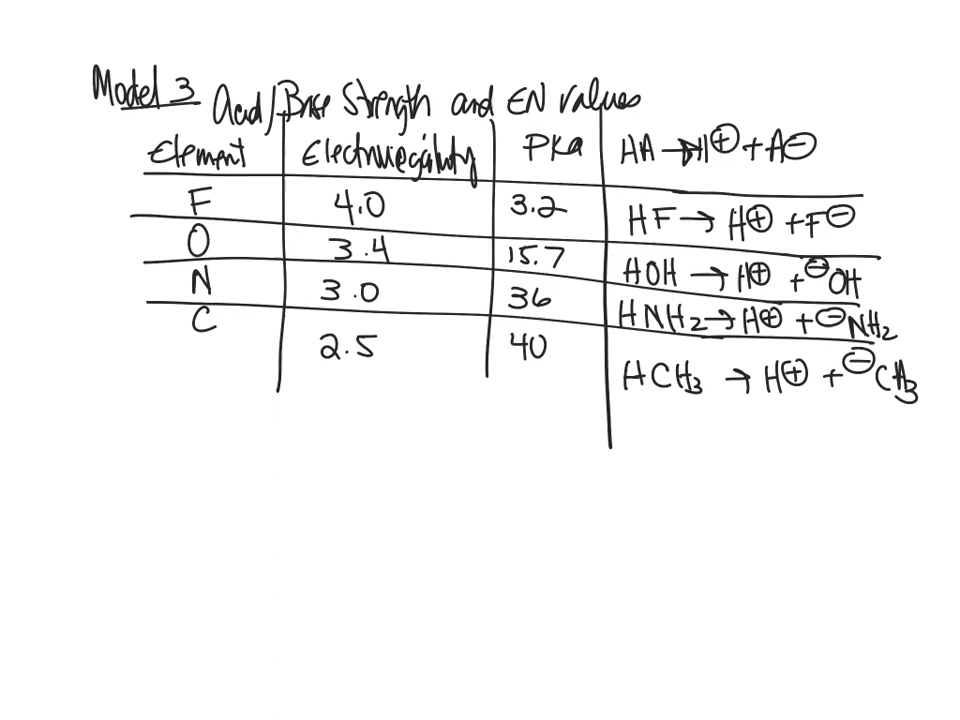 Model 3 Acid/Base Strength and EN values
Element Electronegativity PKa HA → H⊕ + A⊖
F 4.0 3.2 HF → H⊕ + F⊖
O 3.4 15.7 HOH → H⊕ + ⊖OH
N 3.0 36 HNH₂ → H⊕ + ⊖NH₂
C 2.5 40 HCH₃ → H⊕ + ⊖CH₃